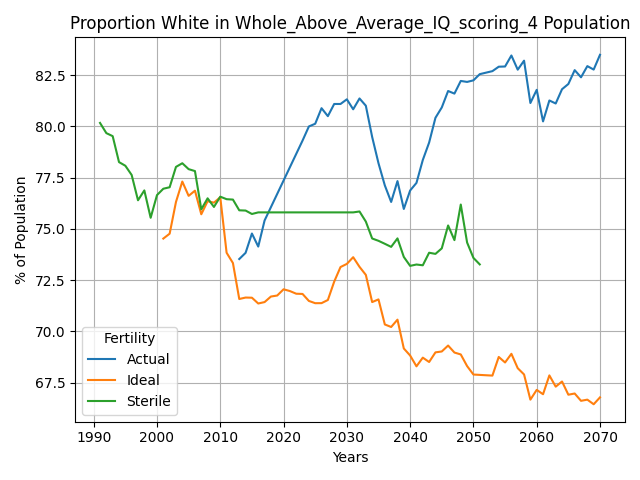 Proportion White in Whole_Above_Average_IQ_scoring_4 Population
% of Population
82.5
80.0
77.5
75.0
72.5
70.0
67.5
Fertility
Actual
Ideal
Sterile
1990 2000 2010 2020 2030 2040 2050 2060 2070
Years